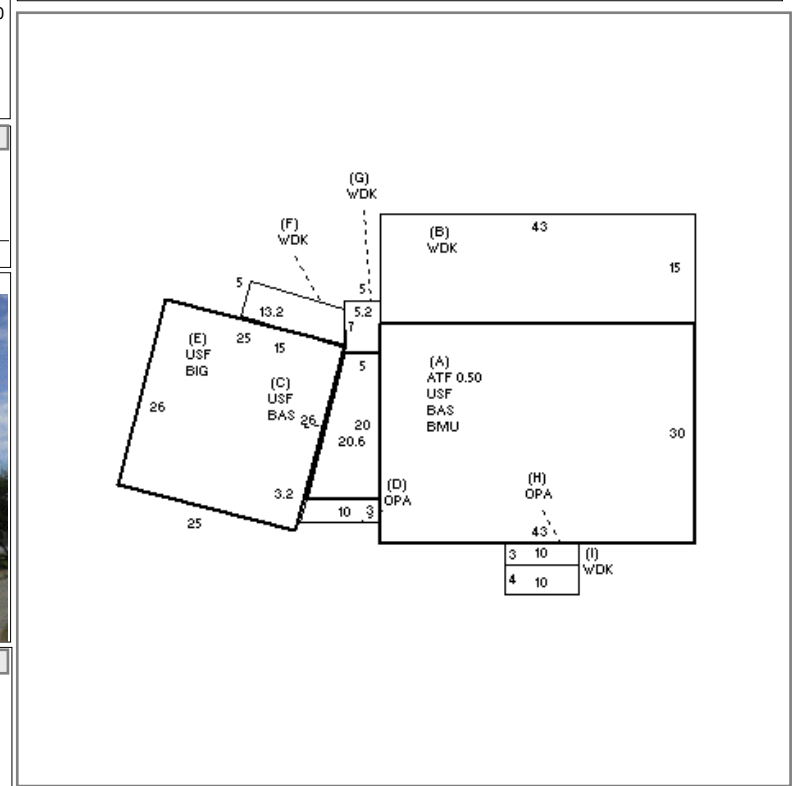 (G)
WDK
(F)
WDK
(B)
WDK
43
15
5
5
13.2
5.2
7
25
15
(E)
USF
BIG
(C)
USF
BAS
26
26
5
20
20.6
(A)
ATF 0.50
USF
BAS
BMU
30
3.2
(D)
OPA
10
3
25
(H)
OPA
43
3
10
(I)
WDK
4
10